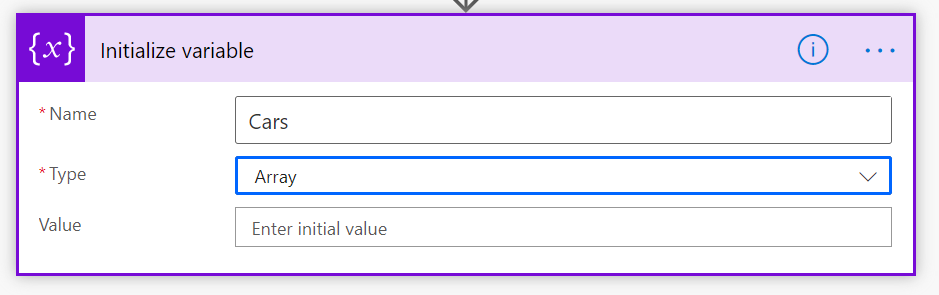 {x} Initialize variable
* Name Cars
* Type Array
Value Enter initial value